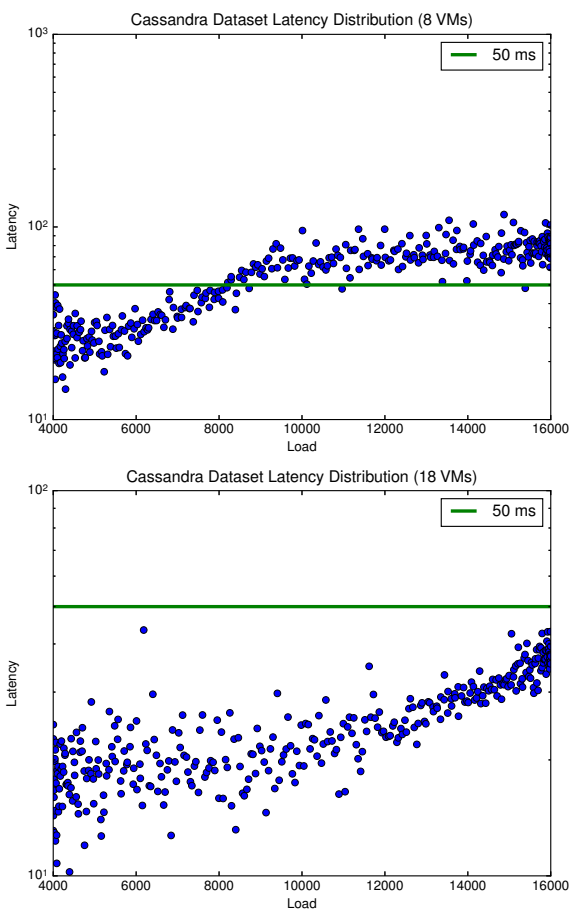 Cassandra Dataset Latency Distribution (8 VMs)
10³
50 ms
10²
Latency
10¹
4000 6000 8000 10000 12000 14000 16000
Load
Cassandra Dataset Latency Distribution (18 VMs)
10²
50 ms
Latency
10¹
4000 6000 8000 10000 12000 14000 16000
Load